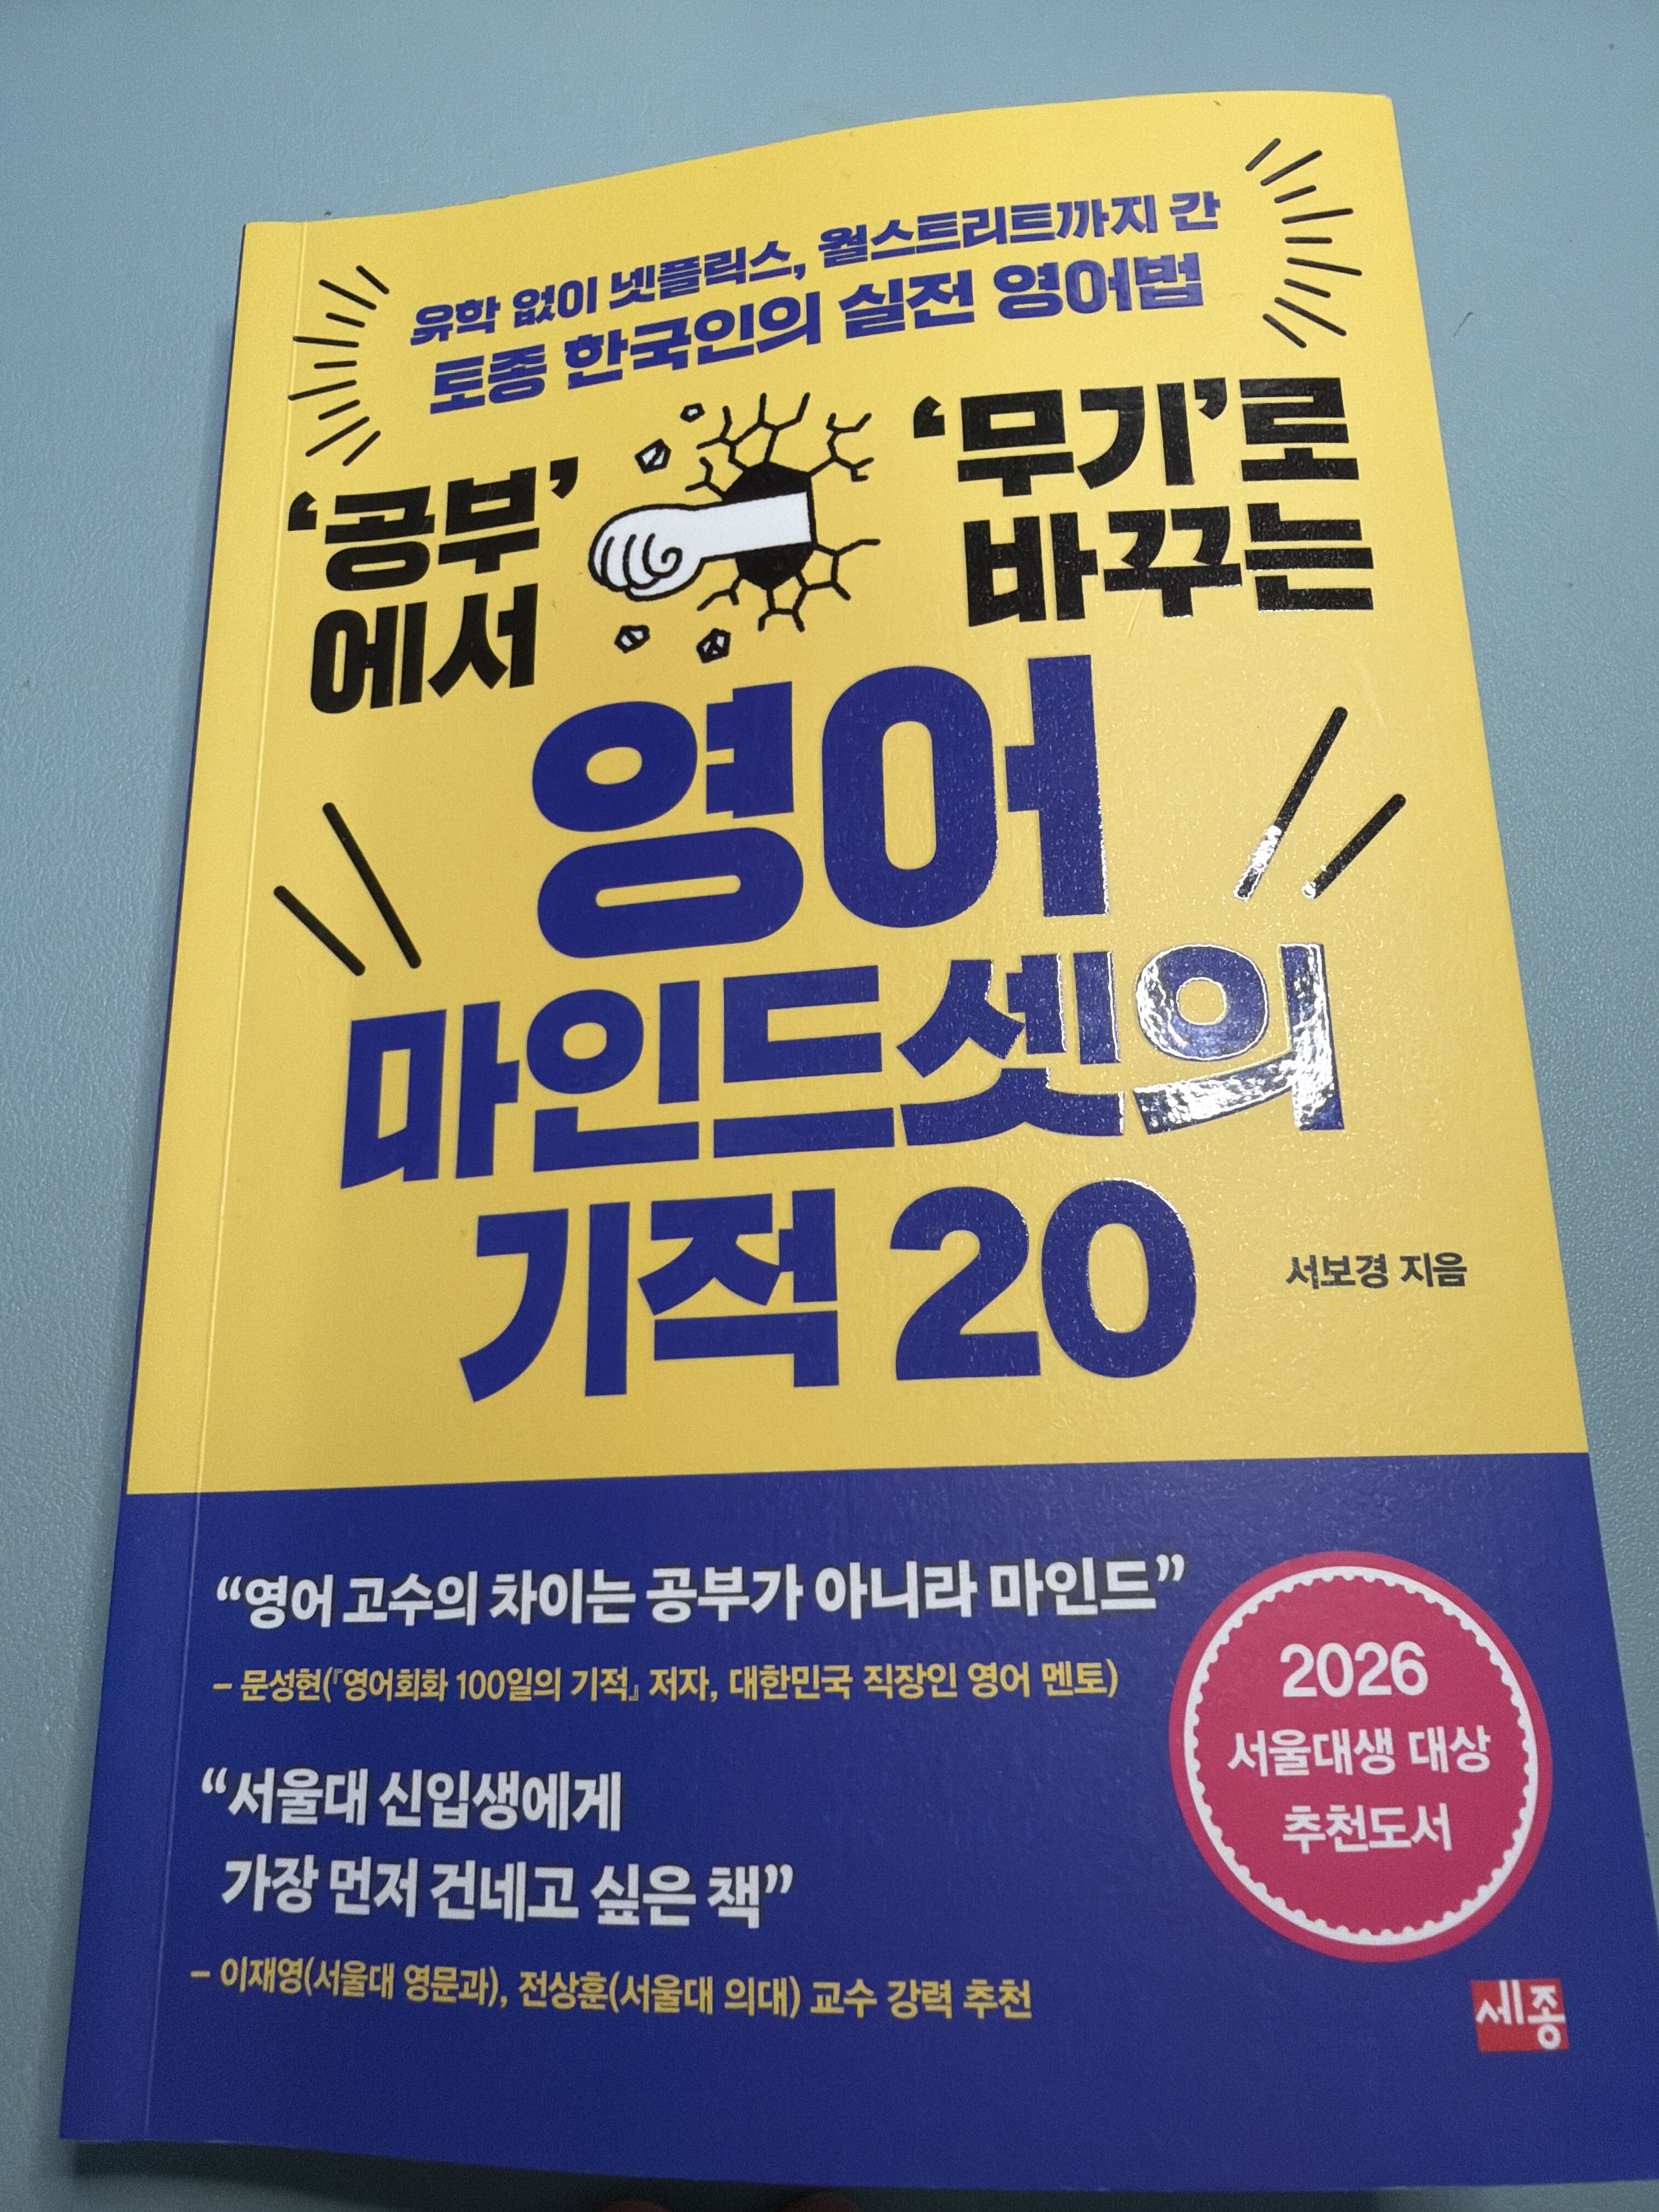 유학 없이 넷플릭스, 월스트리트까지 간
토종 한국인의 실전 영어법
‘공부’
에서
‘무기’로
바꾸는
영어
마인드셋의
기적 20
서보경 지음
“영어 고수의 차이는 공부가 아니라 마인드”
– 문성현(『영어회화 100일의 기적』 저자, 대한민국 직장인 영어 멘토)
“서울대 신입생에게
가장 먼저 건네고 싶은 책”
– 이재영(서울대 영문과), 전상훈(서울대 의대) 교수 강력 추천
2026
서울대생 대상
추천도서
세종